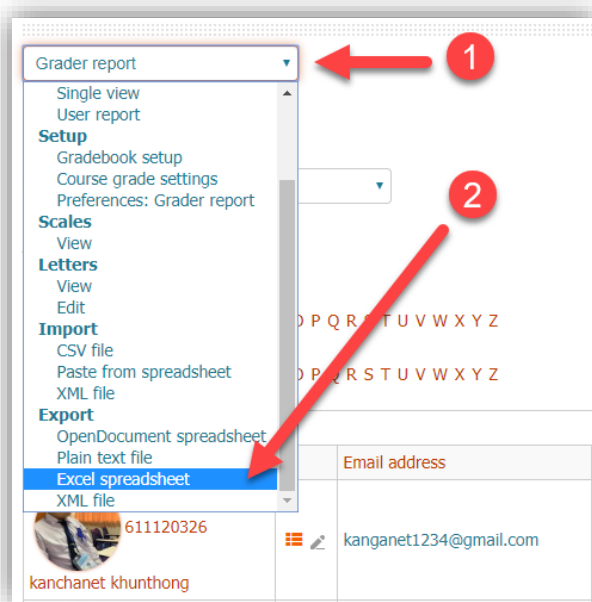 Grader report
1
Single view
User report
Setup
Gradebook setup
Course grade settings
Preferences: Grader report
2
Scales
View
Letters
View
Edit
Import
P Q R S T U V W X Y Z
CSV file
Paste from spreadsheet
P Q R S T U V W X Y Z
XML file
Export
OpenDocument spreadsheet
Plain text file
Email address
Excel spreadsheet
XML file
611120326
kanganet1234@gmail.com
kanchanet khunthong